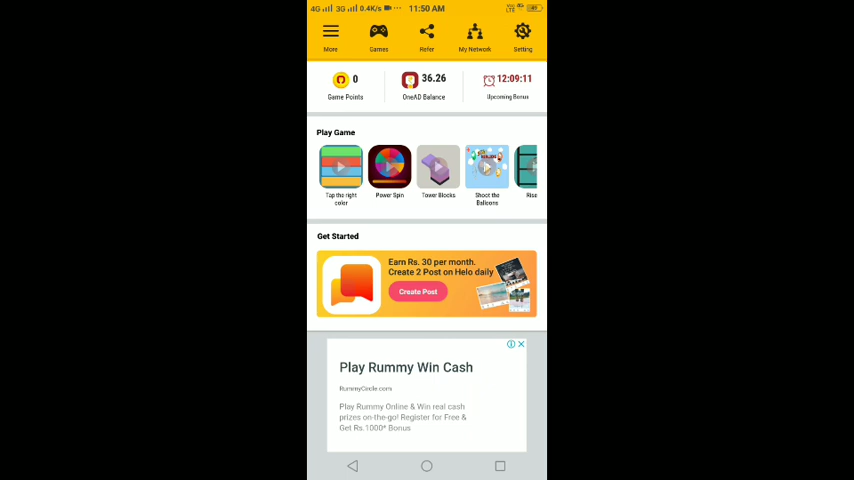 4G 3G 0.4K/s ... 11:50 AM LTE 89
More Games Refer My Network Setting
0 36.26 12:09:11
Game Points OneAD Balance Upcoming Bonus
Play Game
Tap the right color Power Spin Tower Blocks Shoot the Balloons Rise
Get Started
Earn Rs. 30 per month.
Create 2 Post on Helo daily
Create Post
Play Rummy Win Cash
RummyCircle.com
Play Rummy Online & Win real cash
prizes on-the-go! Register for Free &
Get Rs.1000* Bonus